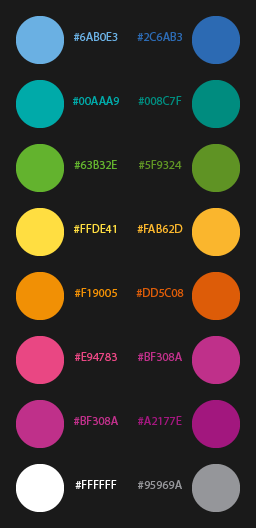 #6AB0E3 #2C6AB3
#00AAA9 #008C7F
#63B32E #5F9324
#FFDE41 #FAB62D
#F19005 #DD5C08
#E94783 #BF308A
#BF308A #A2177E
#FFFFFF #95969A